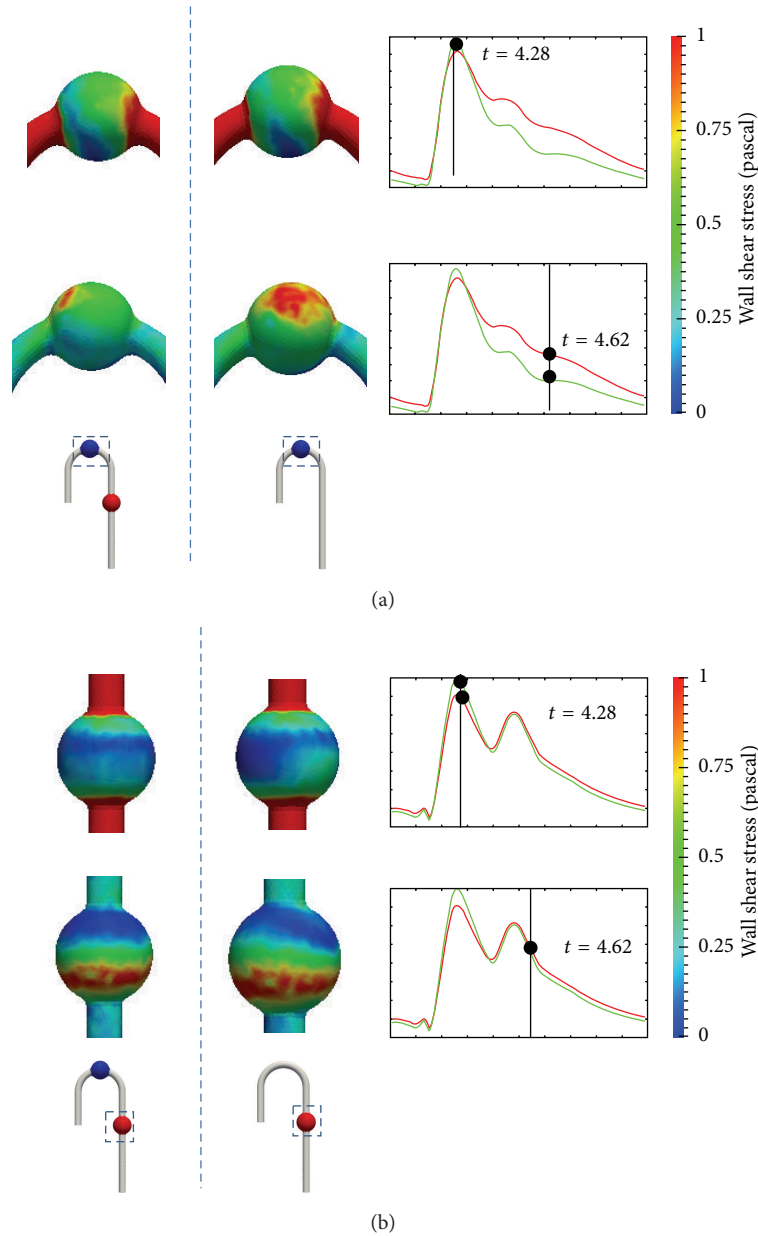 t = 4.28
t = 4.62
1
0.75
0.5
0.25
0
Wall shear stress (pascal)
(a)
t = 4.28
t = 4.62
1
0.75
0.5
0.25
0
Wall shear stress (pascal)
(b)